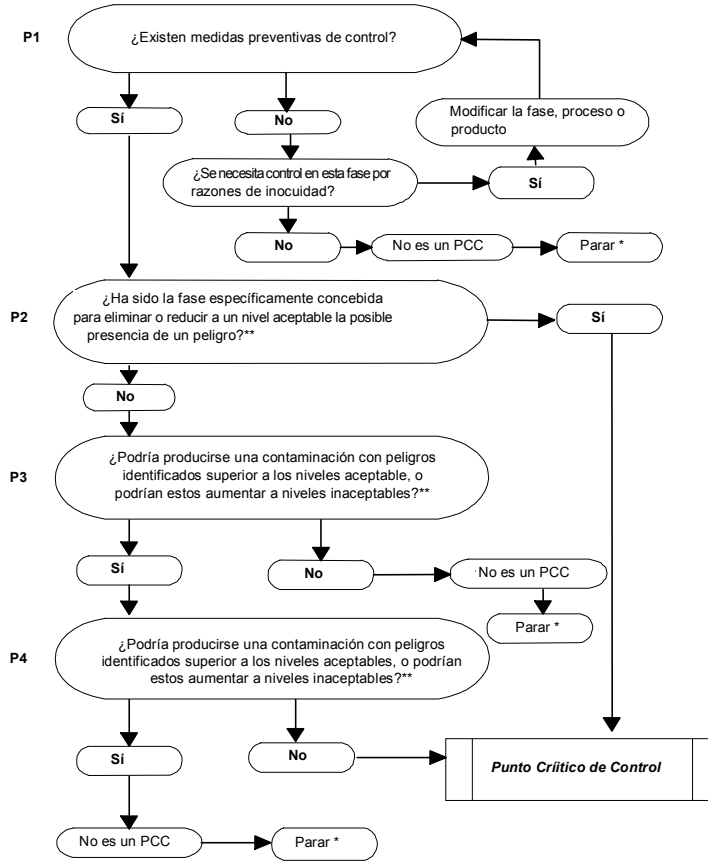 P1
¿Existen medidas preventivas de control?
Sí
No
Modificar la fase, proceso o
producto
¿Se necesita control en esta fase por
razones de inocuidad?
Sí
No
No es un PCC
Parar *
P2
¿Ha sido la fase específicamente concebida
para eliminar o reducir a un nivel aceptable la posible
presencia de un peligro?**
Sí
No
P3
¿Podría producirse una contaminación con peligros
identificados superior a los niveles aceptable, o
podrían estos aumentar a niveles inaceptables?**
Sí
No
No es un PCC
Parar *
P4
¿Podría producirse una contaminación con peligros
identificados superior a los niveles aceptables, o podrían
estos aumentar a niveles inaceptables?**
Sí
No
Punto Críitico de Control
No es un PCC
Parar *